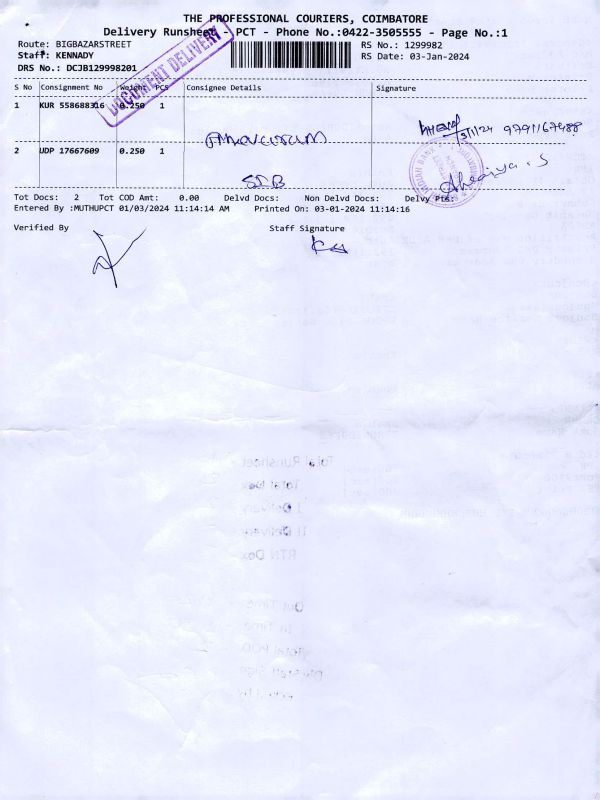 THE PROFESSIONAL COURIERS, COIMBATORE
Delivery Runsheet - PCT - Phone No.:0422-3505555 - Page No.:1
Route: BIGBAZARSTREET RS No.: 1299982
Staff: KENNADY RS Date: 03-Jan-2024
DRS No.: DCJB129998201
DOCUMENT DELIVERY
S No Consignment No Weight PCS Consignee Details Signature
1 KUR 558688316 0.250 1
3/1/24 9791167988
2 UDP 17667609 0.250 1
SDB
Tot Docs: 2 Tot COD Amt: 0.00 Delvd Docs: Non Delvd Docs: Delvy Pts:
Entered By :MUTHUPCT 01/03/2024 11:14:14 AM Printed On: 03-01-2024 11:14:16
Verified By Staff Signature